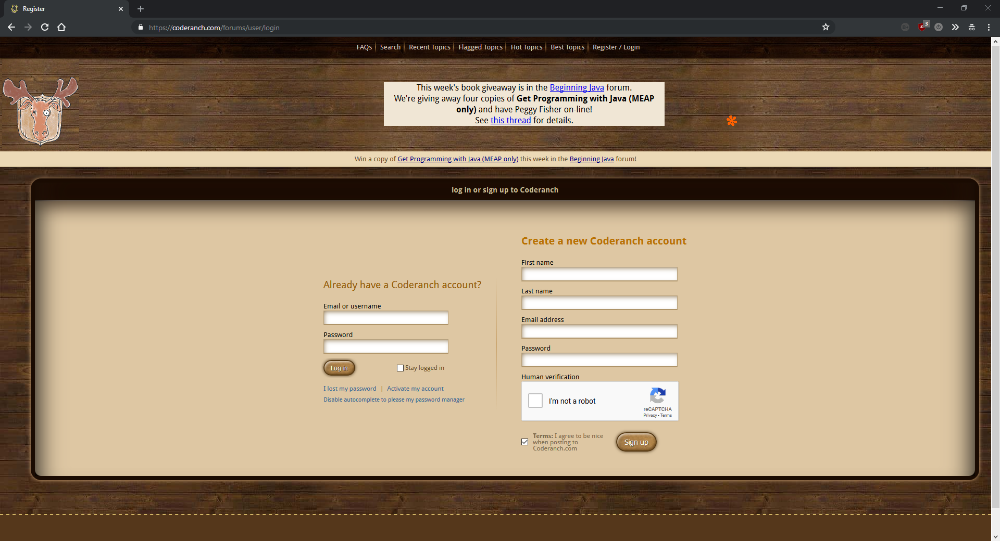 Register
https://coderanch.com/forums/user/login
3
FAQs
Search
Recent Topics
Flagged Topics
Hot Topics
Best Topics
Register / Login
This week's book giveaway is in the Beginning Java forum.
We're giving away four copies of Get Programming with Java (MEAP
only) and have Peggy Fisher on-line!
See this thread for details.
Win a copy of Get Programming with Java (MEAP only) this week in the Beginning Java forum!
log in or sign up to Coderanch
Already have a Coderanch account?
Email or username
Password
Log in
Stay logged in
I lost my password | Activate my account
Disable autocomplete to please my password manager
Create a new Coderanch account
First name
Last name
Email address
Password
Human verification
I'm not a robot
reCAPTCHA
Privacy - Terms
Terms: I agree to be nice
when posting to
Coderanch.com
Sign up